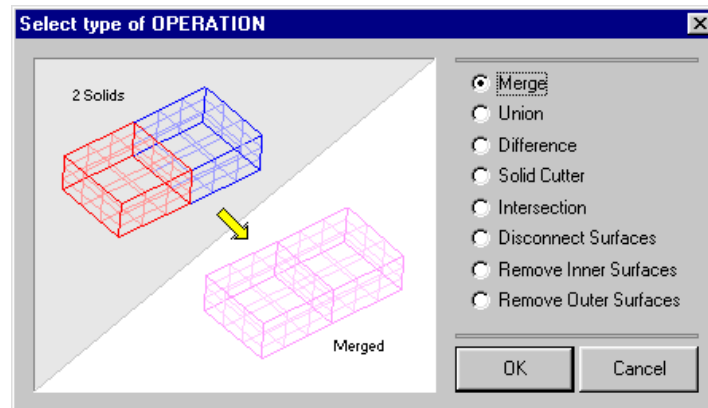 Select type of OPERATION
2 Solids
Merged
Merge
Union
Difference
Solid Cutter
Intersection
Disconnect Surfaces
Remove Inner Surfaces
Remove Outer Surfaces
OK
Cancel